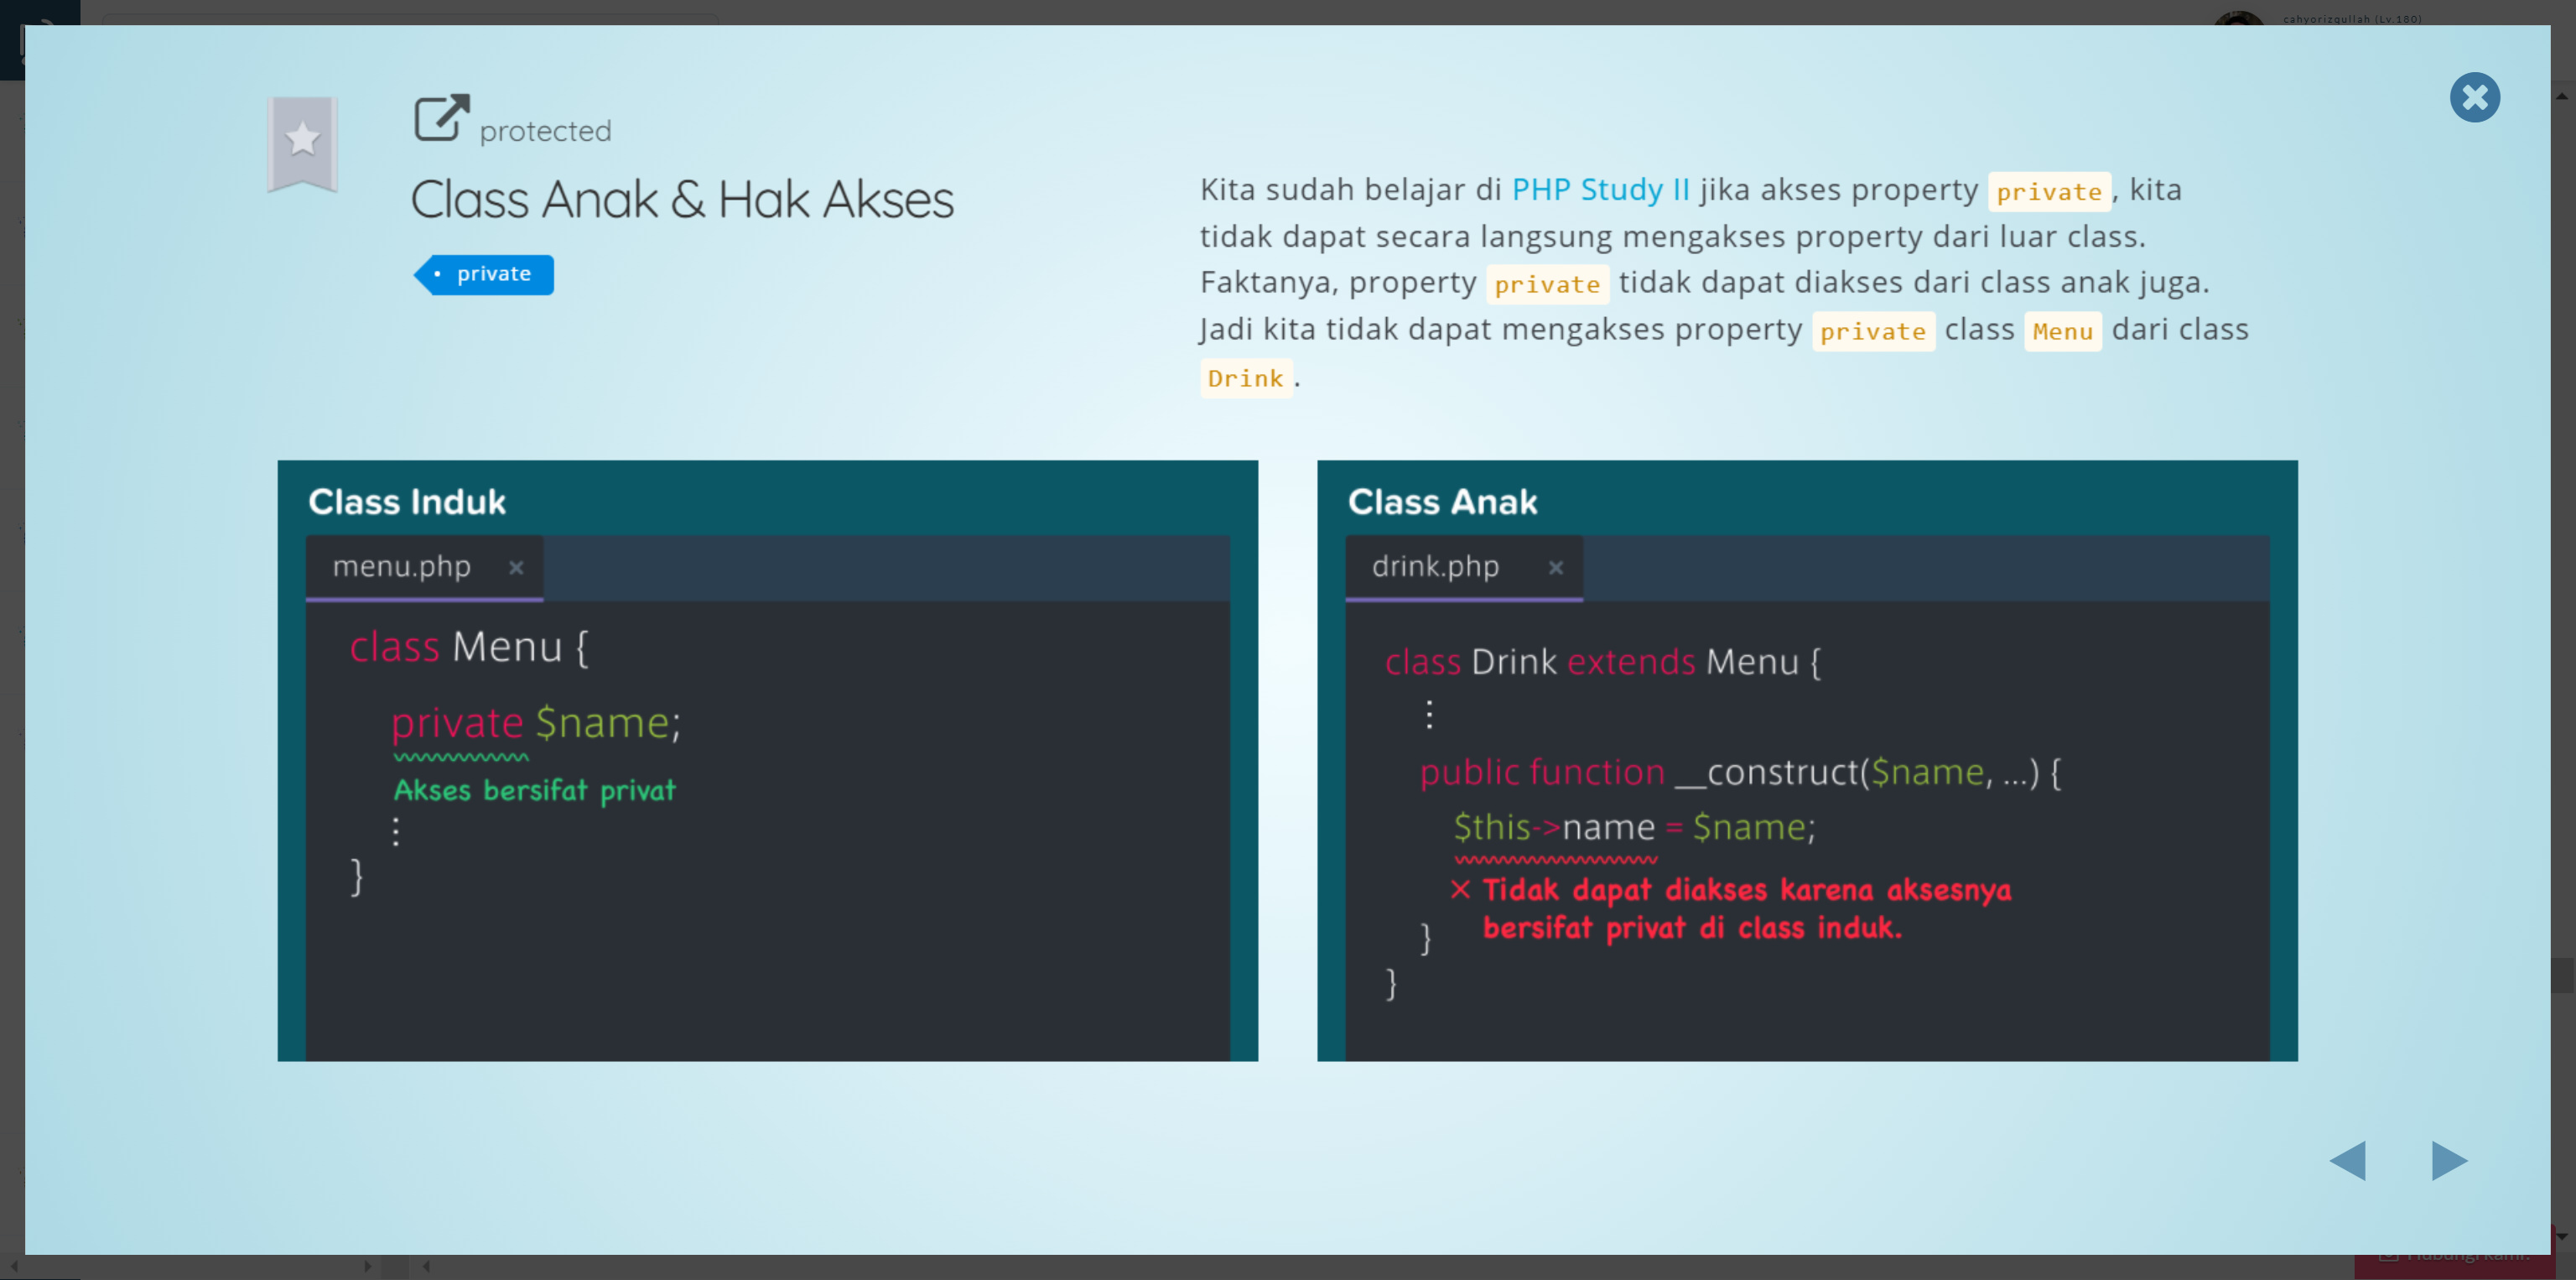 cahyorizqullah (Lv.180)
protected
Class Anak & Hak Akses
private
Kita sudah belajar di PHP Study II jika akses property private, kita
tidak dapat secara langsung mengakses property dari luar class.
Faktanya, property private tidak dapat diakses dari class anak juga.
Jadi kita tidak dapat mengakses property private class Menu dari class
Drink.
Class Induk
menu.php ×
class Menu {
private $name;
Akses bersifat privat
⋮
}
Class Anak
drink.php ×
class Drink extends Menu {
⋮
public function __construct($name, ...) {
$this->name = $name;
× Tidak dapat diakses karena aksesnya
bersifat privat di class induk.
}
}
Hubungi kami.